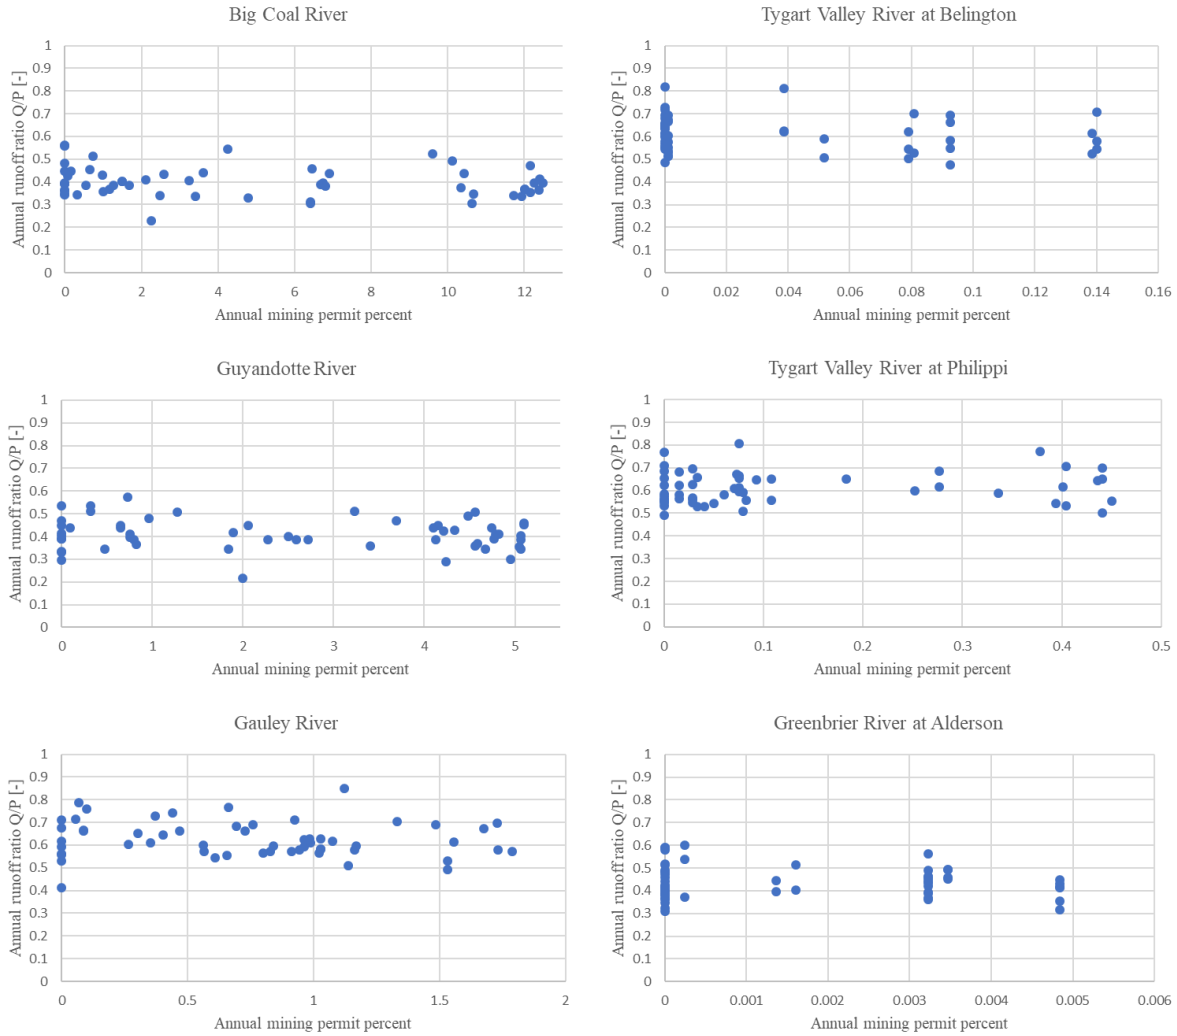 Big Coal River
Annual runoff ratio Q/P [-]
1
0.9
0.8
0.7
0.6
0.5
0.4
0.3
0.2
0.1
0
0 2 4 6 8 10 12
Annual mining permit percent
Tygart Valley River at Belington
Annual runoff ratio Q/P [-]
1
0.9
0.8
0.7
0.6
0.5
0.4
0.3
0.2
0.1
0
0 0.02 0.04 0.06 0.08 0.1 0.12 0.14 0.16
Annual mining permit percent
Guyandotte River
Annual runoff ratio Q/P [-]
1
0.9
0.8
0.7
0.6
0.5
0.4
0.3
0.2
0.1
0
0 1 2 3 4 5
Annual mining permit percent
Tygart Valley River at Philippi
Annual runoff ratio Q/P [-]
1
0.9
0.8
0.7
0.6
0.5
0.4
0.3
0.2
0.1
0
0 0.1 0.2 0.3 0.4 0.5
Annual mining permit percent
Gauley River
Annual runoff ratio Q/P [-]
1
0.9
0.8
0.7
0.6
0.5
0.4
0.3
0.2
0.1
0
0 0.5 1 1.5 2
Annual mining permit percent
Greenbrier River at Alderson
Annual runoff ratio Q/P [-]
1
0.9
0.8
0.7
0.6
0.5
0.4
0.3
0.2
0.1
0
0 0.001 0.002 0.003 0.004 0.005 0.006
Annual mining permit percent